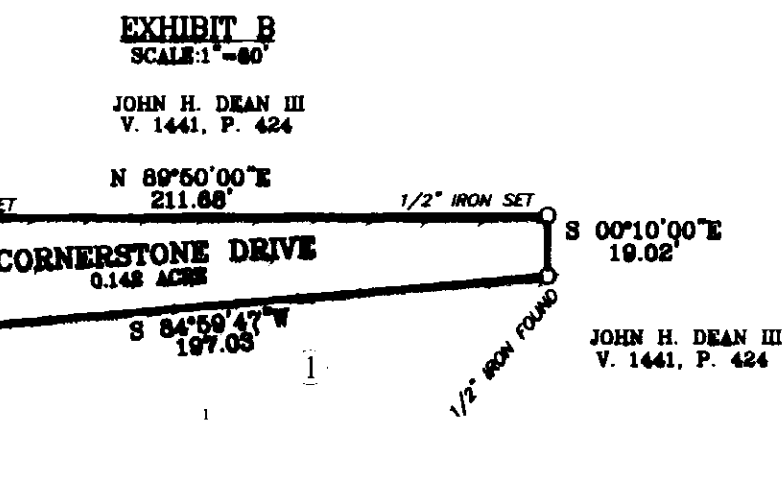 EXHIBIT B
SCALE:1"=60'
JOHN H. DEAN III
V. 1441, P. 424
N 89°50'00"E
211.68'
ET
1/2" IRON SET
S 00°10'00"E
19.02'
CORNERSTONE DRIVE
0.148 ACRE
S 84°59'47"W
197.03'
1/2" IRON FOUND
JOHN H. DEAN III
V. 1441, P. 424
1
1